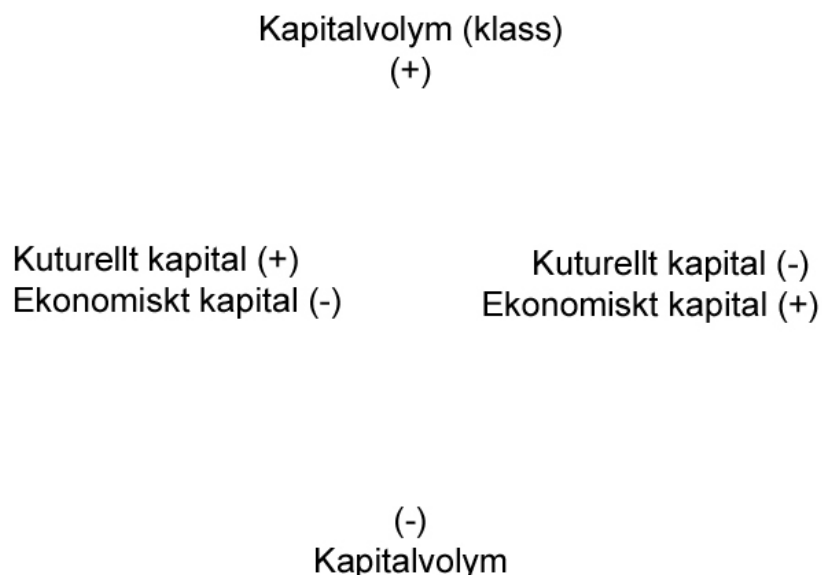 Kapitalvolym (klass)
(+)
Kuturellt kapital (+)
Ekonomiskt kapital (-)
Kuturellt kapital (-)
Ekonomiskt kapital (+)
(-)
Kapitalvolym